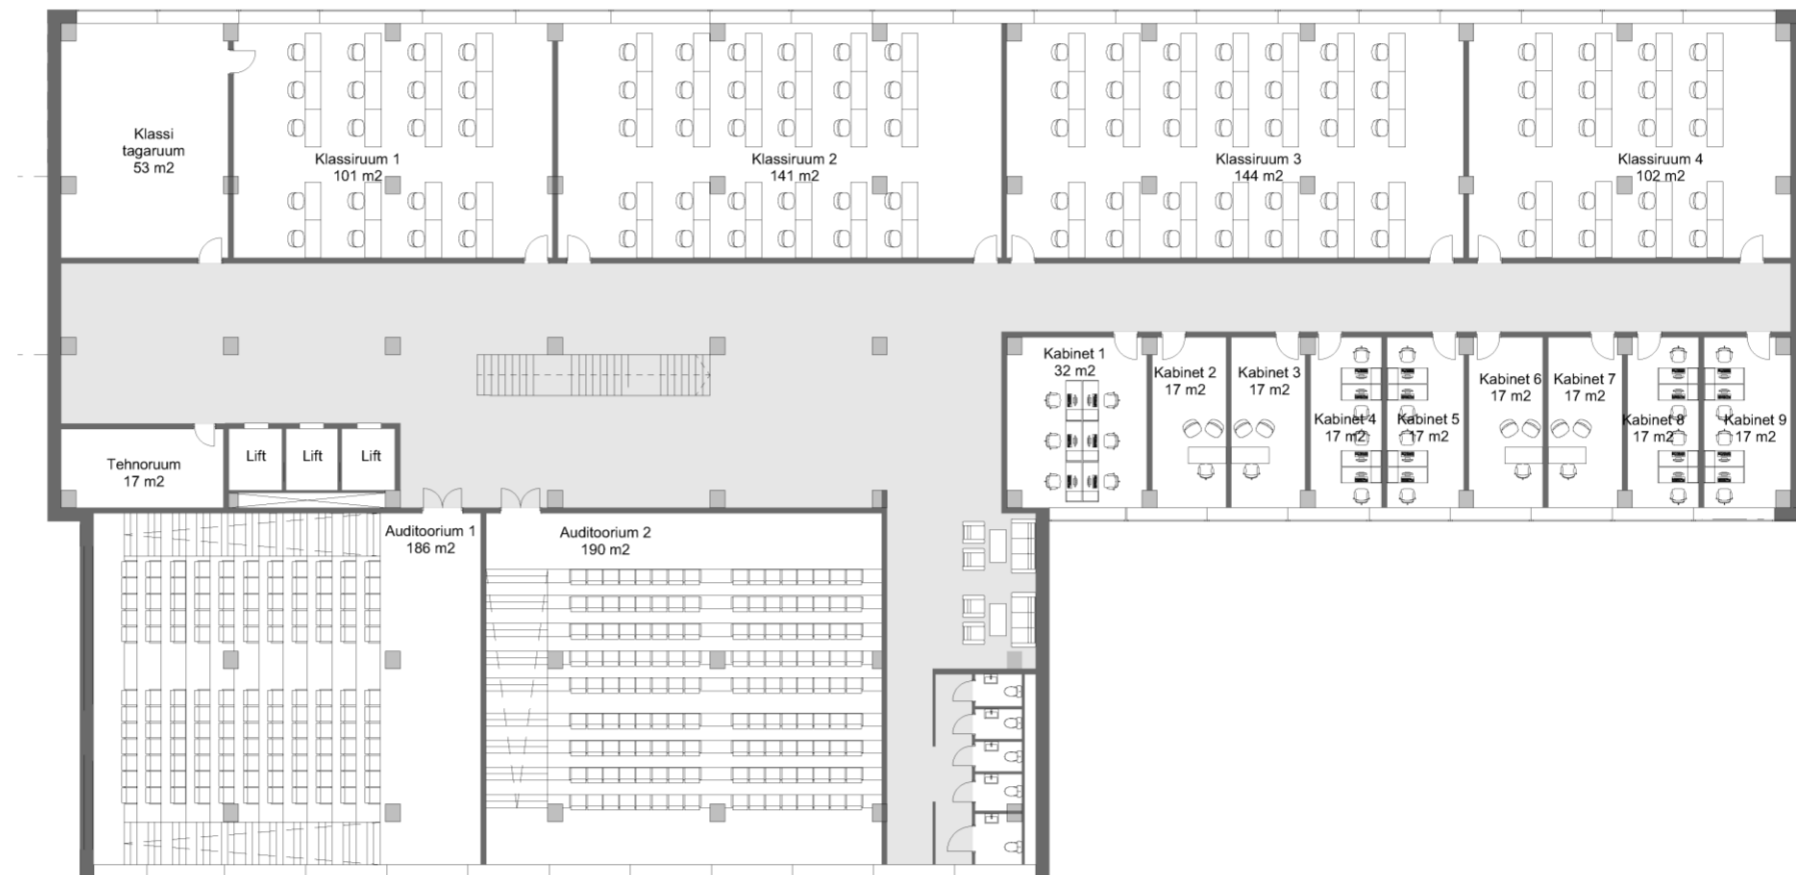 Klassi
tagaruum
53 m2
Klassiruum 1
101 m2
Klassiruum 2
141 m2
Klassiruum 3
144 m2
Klassiruum 4
102 m2
Kabinet 1
32 m2
Kabinet 2
17 m2
Kabinet 3
17 m2
Kabinet 4
17 m2
Kabinet 5
17 m2
Kabinet 6
17 m2
Kabinet 7
17 m2
Kabinet 8
17 m2
Kabinet 9
17 m2
Tehnoruum
17 m2
Lift
Lift
Lift
Auditoorium 1
186 m2
Auditoorium 2
190 m2